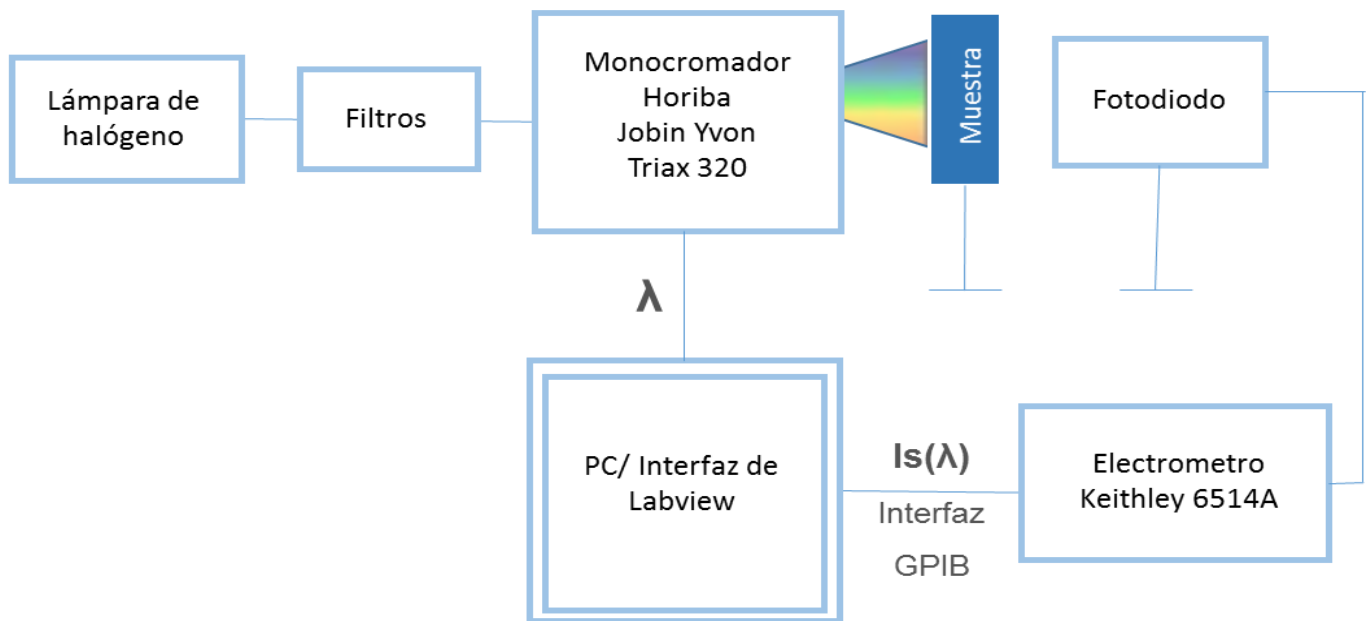 Lámpara de
halógeno
Filtros
Monocromador
Horiba
Jobin Yvon
Triax 320
Muestra
Fotodiodo
λ
PC/ Interfaz de
Labview
Is(λ)
Interfaz
GPIB
Electrometro
Keithley 6514A